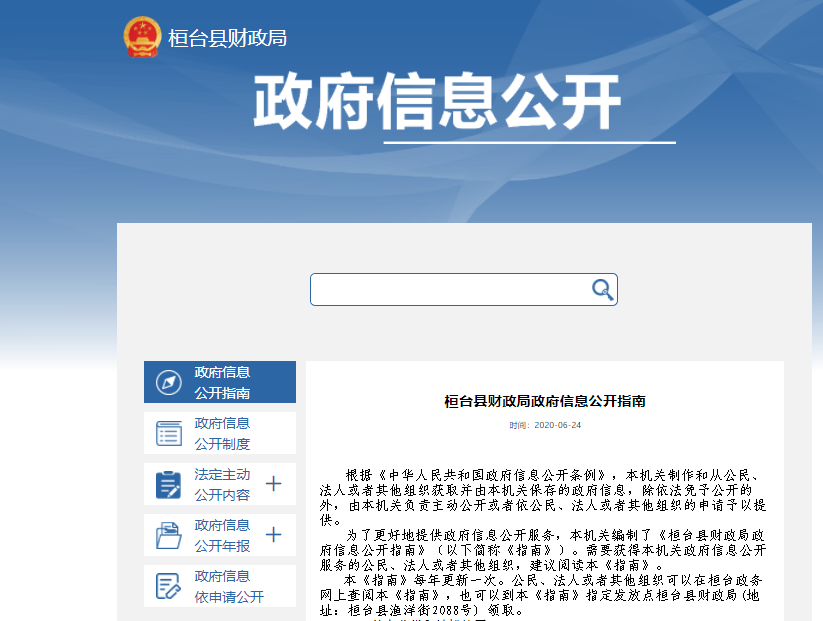 桓台县财政局
政府信息公开
政府信息
公开指南
政府信息
公开制度
法定主动
公开内容
政府信息
公开年报
政府信息
依申请公开
桓台县财政局政府信息公开指南
时间：2020-06-24
根据《中华人民共和国政府信息公开条例》，本机关制作和从公民、
法人或者其他组织获取并由本机关保存的政府信息，除依法免予公开的
外，由本机关负责主动公开或者依公民、法人或者其他组织的申请予以提
供。
为了更好地提供政府信息公开服务，本机关编制了《桓台县财政局政
府信息公开指南》（以下简称《指南》）。需要获得本机关政府信息公开
服务的公民、法人或者其他组织，建议阅读本《指南》。
本《指南》每年更新一次。公民、法人或者其他组织可以在桓台政务
网上查阅本《指南》，也可以到本《指南》指定发放点桓台县财政局(地
址：桓台县渔洋街2088号）领取。